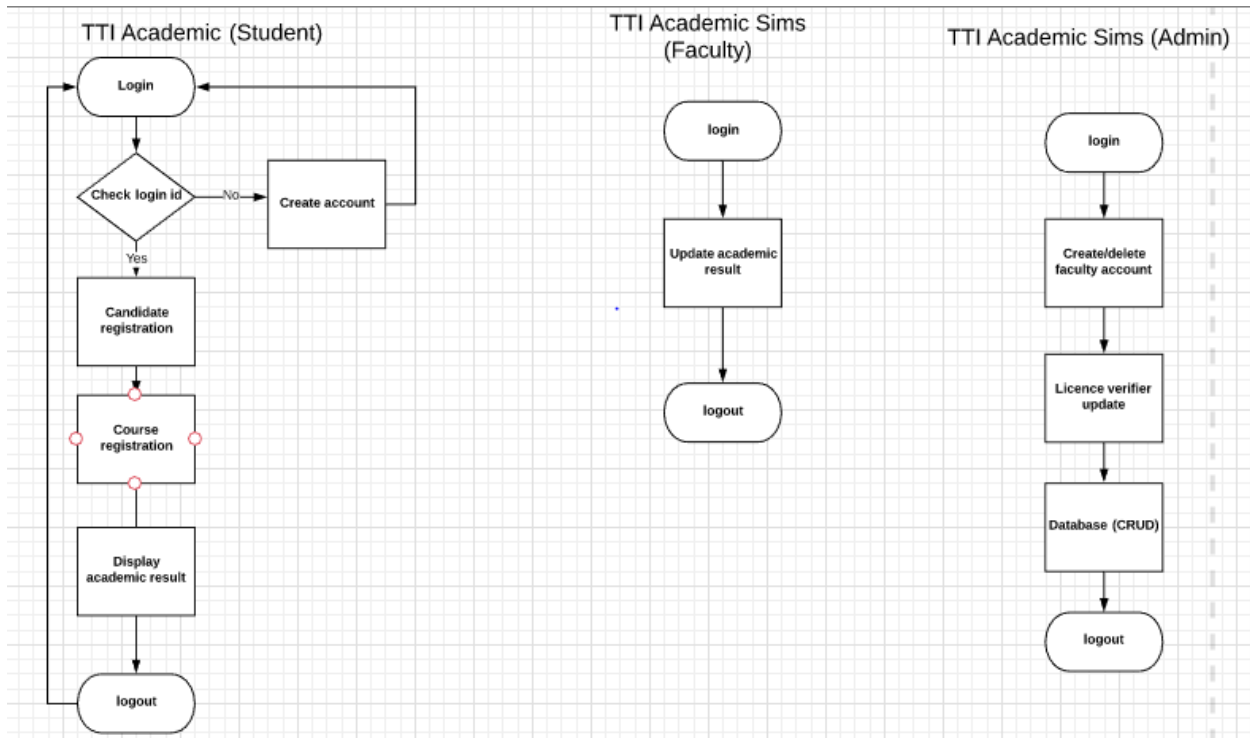 TTI Academic (Student)
Login
Check login id
No
Create account
Yes
Candidate
registration
Course
registration
Display
academic result
logout
TTI Academic Sims
(Faculty)
login
Update academic
result
logout
TTI Academic Sims (Admin)
login
Create/delete
faculty account
Licence verifier
update
Database (CRUD)
logout